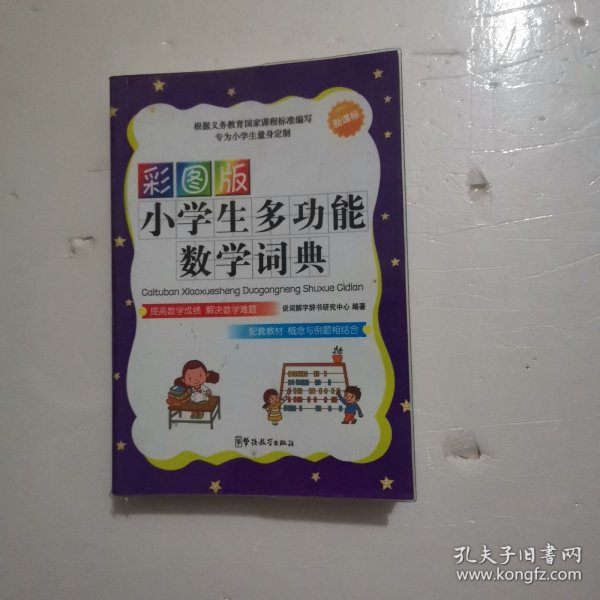 根据义务教育国家课程标准编写
专为小学生量身定制
新课标
彩图版
小学生多功能
数学词典
Caituban Xiaoxuesheng Duogongneng Shuxue Cidian
提高数学成绩 解决数学难题
说词解字辞书研究中心 编著
配套教材 概念与例题相结合
华语教学出版社
孔夫子旧书网
www.kongfz.com